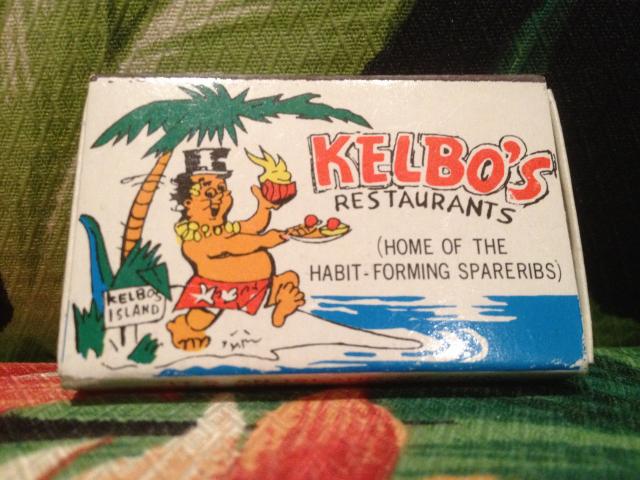 KELBO'S
RESTAURANTS
(HOME OF THE
HABIT-FORMING SPARERIBS)
KELBOS
ISLAND